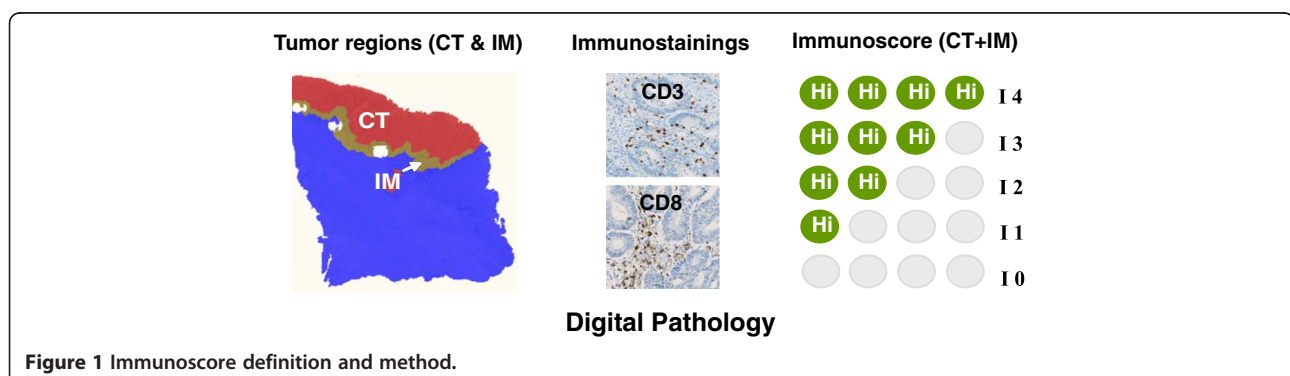 Tumor regions (CT & IM)
Immunostainings
Immunoscore (CT+IM)
CT
IM
CD3
CD8
Hi Hi Hi Hi I 4
Hi Hi Hi I 3
Hi Hi I 2
Hi I 1
I 0
Digital Pathology
Figure 1 Immunoscore definition and method.